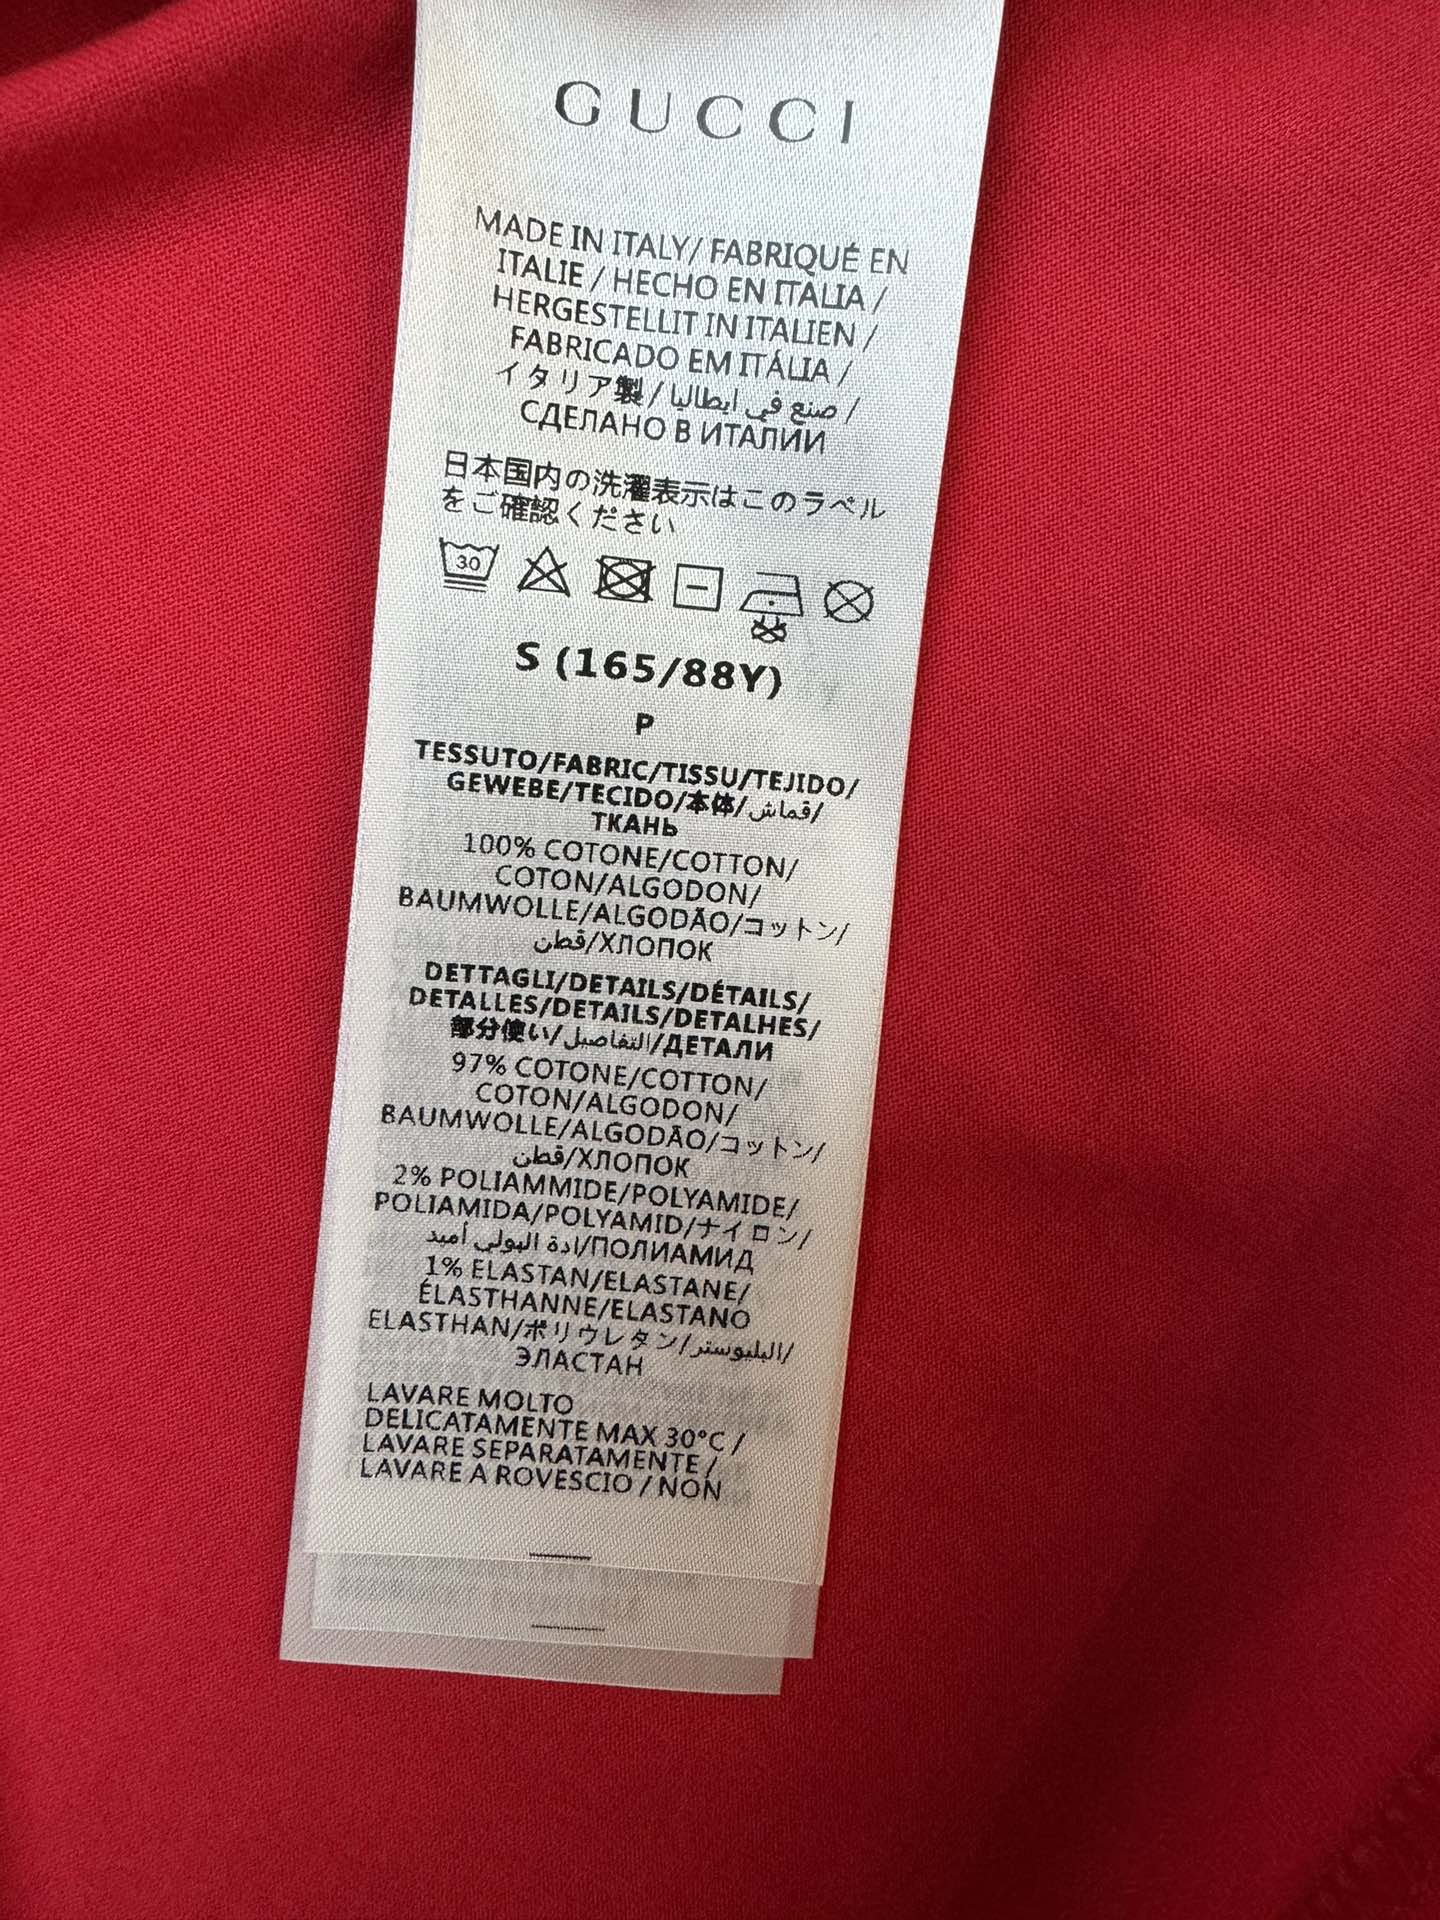 GUCCI
MADE IN ITALY/ FABRIQUÉ EN
ITALIE / HECHO EN ITALIA /
HERGESTELLIT IN ITALIEN /
FABRICADO EM ITÁLIA /
イタリア製 / صنع في ايطاليا /
СДЕЛАНО В ИТАЛИИ
日本国内の洗濯表示はこのラベル
をご確認ください
30
S (165/88Y)
P
TESSUTO/FABRIC/TISSU/TEJIDO/
GEWEBE/TECIDO/本体/قماش/
ТКАНЬ
100% COTONE/COTTON/
COTON/ALGODON/
BAUMWOLLE/ALGODÃO/コットン/
قطن/ХЛОПОК
DETTAGLI/DETAILS/DÉTAILS/
DETALLES/DETAILS/DETALHES/
部分使い/التفاصيل/ДЕТАЛИ
97% COTONE/COTTON/
COTON/ALGODON/
BAUMWOLLE/ALGODÃO/コットン/
قطن/ХЛОПОК
2% POLIAMMIDE/POLYAMIDE/
POLIAMIDA/POLYAMID/ナイロン/
ادة البولي أميد/ПОЛИАМИД
1% ELASTAN/ELASTANE/
ÉLASTHANNE/ELASTANO
ELASTHAN/ポリウレタン/البليوستر/
ЭЛАСТАН
LAVARE MOLTO
DELICATAMENTE MAX 30°C /
LAVARE SEPARATAMENTE /
LAVARE A ROVESCIO / NON